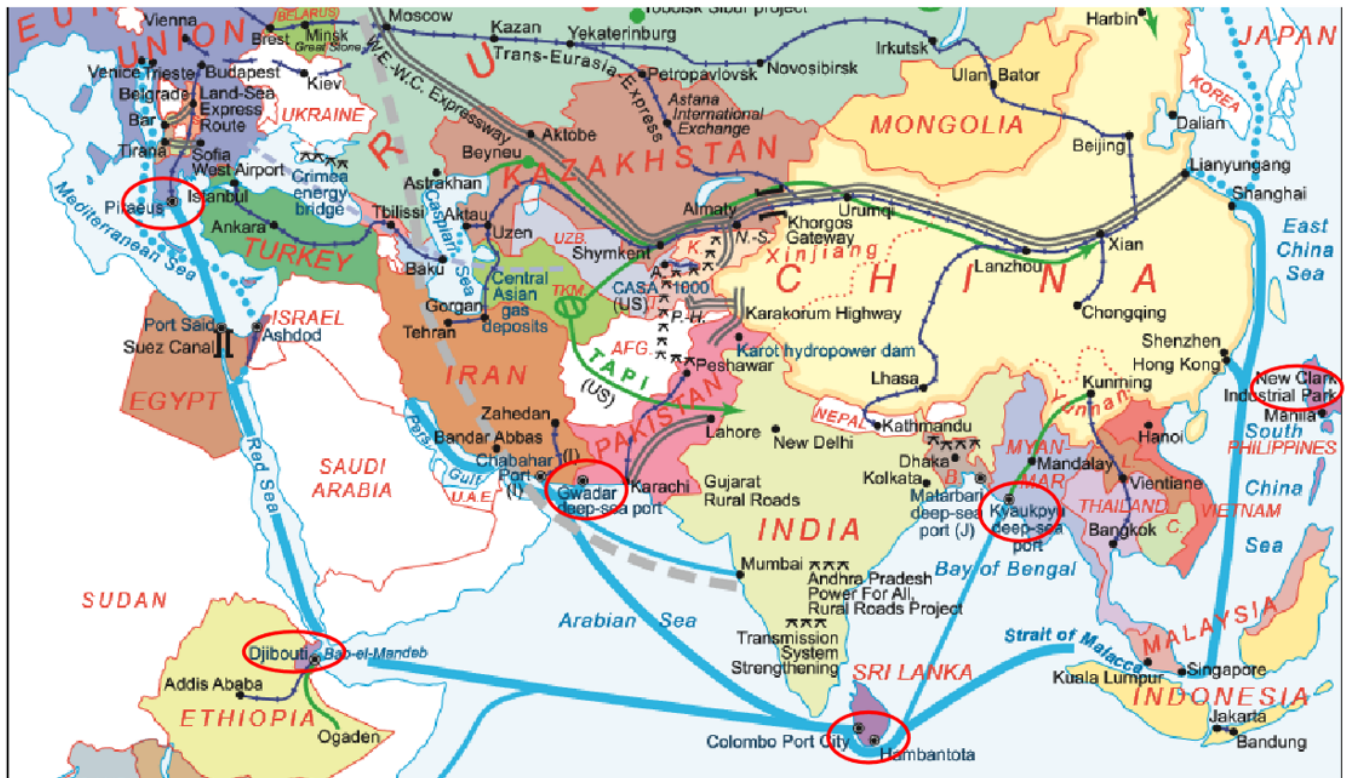 Tobolsk Sibur project
Vienna
(BELARUS)
Moscow
Harbin
JAPAN
Brest
Minsk
Great Stone
Kazan
Yekaterinburg
Irkutsk
UNION
Trans-Eurasia Express
Venice
Trieste
Budapest
Kiev
Petropavlovsk
Novosibirsk
Ulan Bator
W.E.-W.C. Expressway
Belgrade
Land-Sea
Express
Route
UKRAINE
Astana
International
Exchange
KOREA
Bar
Aktobe
MONGOLIA
Dalian
Tirana
Sofia
R
U
Beyneu
KAZAKHSTAN
Beijing
West Airport
Crimea
energy
bridge
Astrakhan
Lianyungang
Mediterranean Sea
Piraeus
Istanbul
Tbilissi
Caspian Sea
Aktau
Almaty
Urumqi
Shanghai
Ankara
Uzen
UZB.
Shymkent
K.
N.-S.
Khorgos
Gateway
Xian
East
China
Sea
TURKEY
Xinjiang
Lanzhou
Baku
Central
Asian
gas
deposits
TKM.
CASA 1000
(US)
CHINA
Gorgan
T.
P.-H.
Karakorum Highway
Chongqing
Port Said
ISRAEL
Ashdod
Tehran
Suez Canal
AFG.
Karot hydropower dam
Shenzhen
Hong Kong
IRAN
TAPI
(US)
Peshawar
Lhasa
Kunming
New Clark
Industrial Park
EGYPT
PAKISTAN
NEPAL
Yunnan
Manila
Zahedan
Lahore
Kathmandu
Hanoi
South
China
Sea
PHILIPPINES
Pers.
Gulf
Bandar Abbas
New Delhi
MYAN-
MAR
Red Sea
Chabahar
Port (I)
(I)
Dhaka
Mandalay
L.
SAUDI
ARABIA
Gwadar
deep-sea port
Karachi
Gujarat
Rural Roads
Kolkata
B.
Vientiane
U.A.E.
Matarbari
deep-sea
port (J)
Kyaukpyu
deep-sea
port
THAILAND
VIETNAM
INDIA
Bangkok
C.
Mumbai
Andhra Pradesh
Power For All,
Rural Roads Project
Bay of Bengal
SUDAN
Arabian Sea
Transmission
System
Strengthening
Strait of Malacca
MALAYSIA
Djibouti
Bab-el-Mandeb
SRI LANKA
Kuala Lumpur
Singapore
Addis Ababa
INDONESIA
ETHIOPIA
Ogaden
Colombo Port City
Hambantota
Jakarta
Bandung